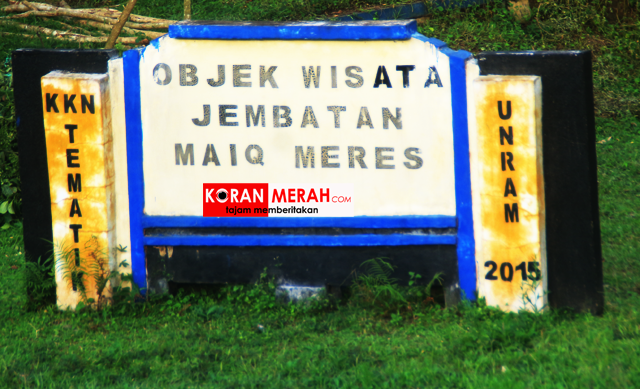 OBJEK WISATA
JEMBATAN
MAIQ MERES
KORAN MERAH.COM
tajam memberitakan
KKN
TEMATIK
UNRAM
2015